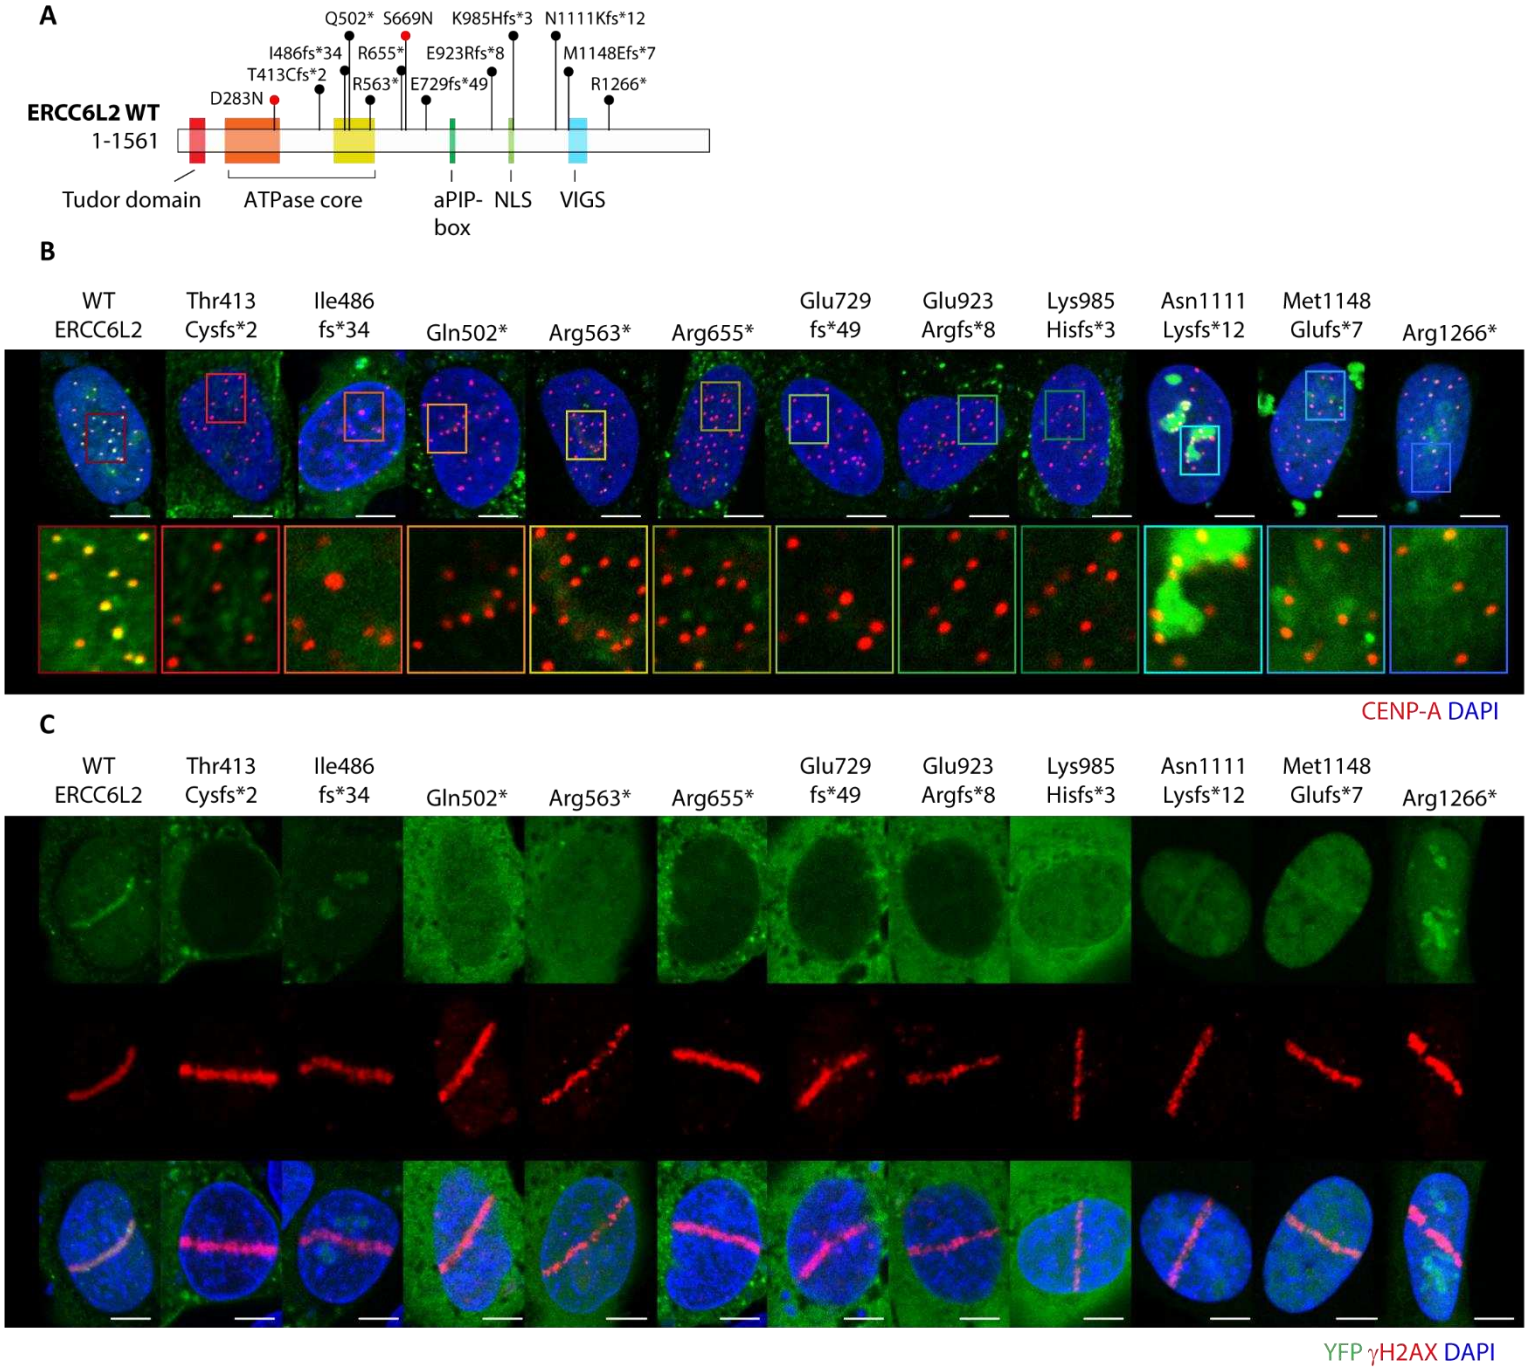 A
Q502* S669N K985Hfs*3 N1111Kfs*12
I486fs*34 R655* E923Rfs*8 M1148Efs*7
T413Cfs*2 R563* E729fs*49 R1266*
D283N
ERCC6L2 WT
1-1561
Tudor domain ATPase core aPIP- NLS VIGS
box
B
WT Thr413 Ile486 Glu729 Glu923 Lys985 Asn1111 Met1148
ERCC6L2 Cysfs*2 fs*34 Gln502* Arg563* Arg655* fs*49 Argfs*8 Hisfs*3 Lysfs*12 Glufs*7 Arg1266*
CENP-A DAPI
C
WT Thr413 Ile486 Glu729 Glu923 Lys985 Asn1111 Met1148
ERCC6L2 Cysfs*2 fs*34 Gln502* Arg563* Arg655* fs*49 Argfs*8 Hisfs*3 Lysfs*12 Glufs*7 Arg1266*
YFP γH2AX DAPI